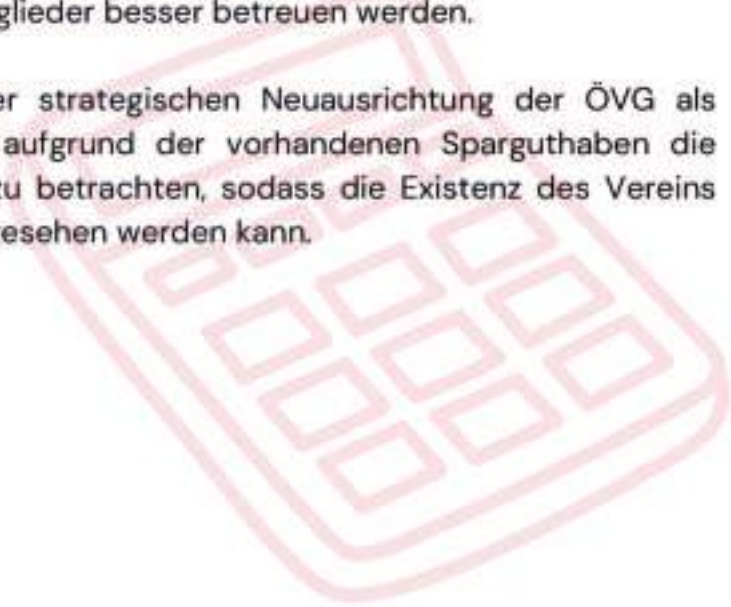 glieder besser betreuen werden.
er strategischen Neuausrichtung der ÖVG als
aufgrund der vorhandenen Sparguthaben die
zu betrachten, sodass die Existenz des Vereins
esehen werden kann.